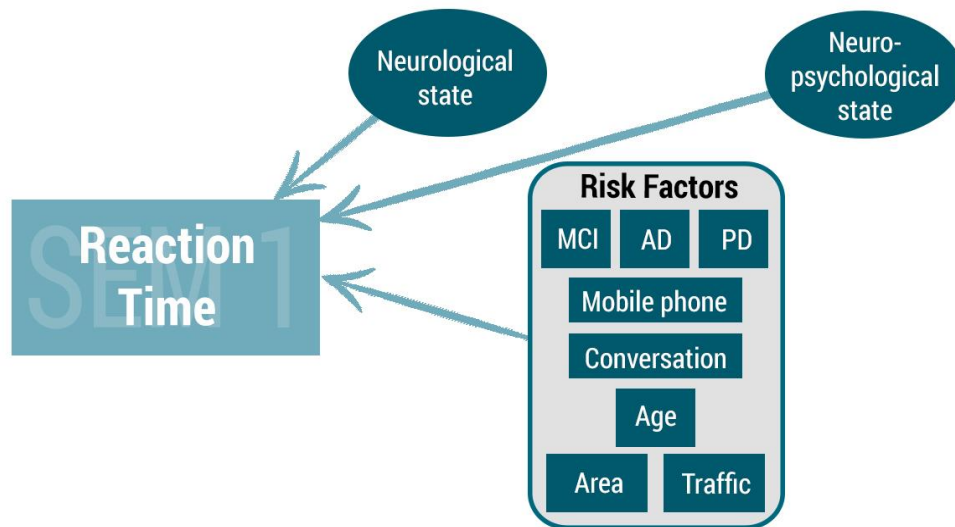 Neurological
state
Neuro-
psychological
state
SEM 1
Reaction
Time
Risk Factors
MCI AD PD
Mobile phone
Conversation
Age
Area Traffic